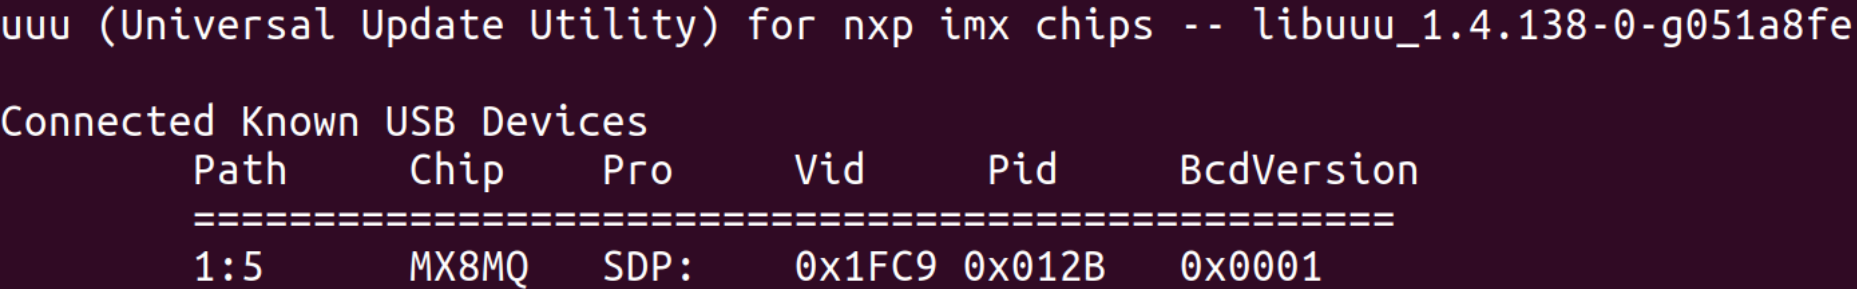 uuu (Universal Update Utility) for nxp imx chips -- libuuu_1.4.138-0-g051a8fe
Connected Known USB Devices
Path Chip Pro Vid Pid BcdVersion
==================================================
1:5 MX8MQ SDP: 0x1FC9 0x012B 0x0001